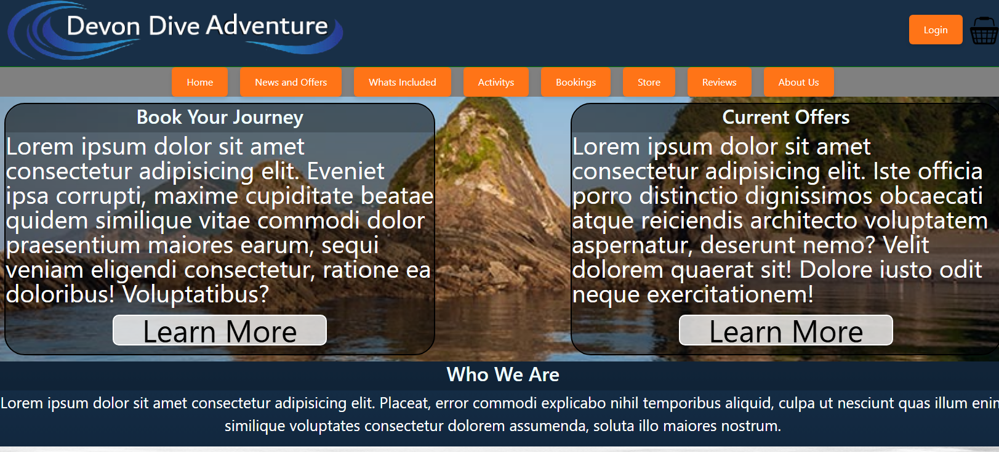 Devon Dive Adventure
Login
Home
News and Offers
Whats Included
Activitys
Bookings
Store
Reviews
About Us
Book Your Journey
Lorem ipsum dolor sit amet
consectetur adipisicing elit. Eveniet
ipsa corrupti, maxime cupiditate beatae
quidem similique vitae commodi dolor
praesentium maiores earum, sequi
veniam eligendi consectetur, ratione ea
doloribus! Voluptatibus?
Learn More
Current Offers
Lorem ipsum dolor sit amet
consectetur adipisicing elit. Iste officia
porro distinctio dignissimos obcaecati
atque reiciendis architecto voluptatem
aspernatur, deserunt nemo? Velit
dolorem quaerat sit! Dolore iusto odit
neque exercitationem!
Learn More
Who We Are
Lorem ipsum dolor sit amet consectetur adipisicing elit. Placeat, error commodi explicabo nihil temporibus aliquid, culpa ut nesciunt quas illum enim
similique voluptates consectetur dolorem assumenda, soluta illo maiores nostrum.